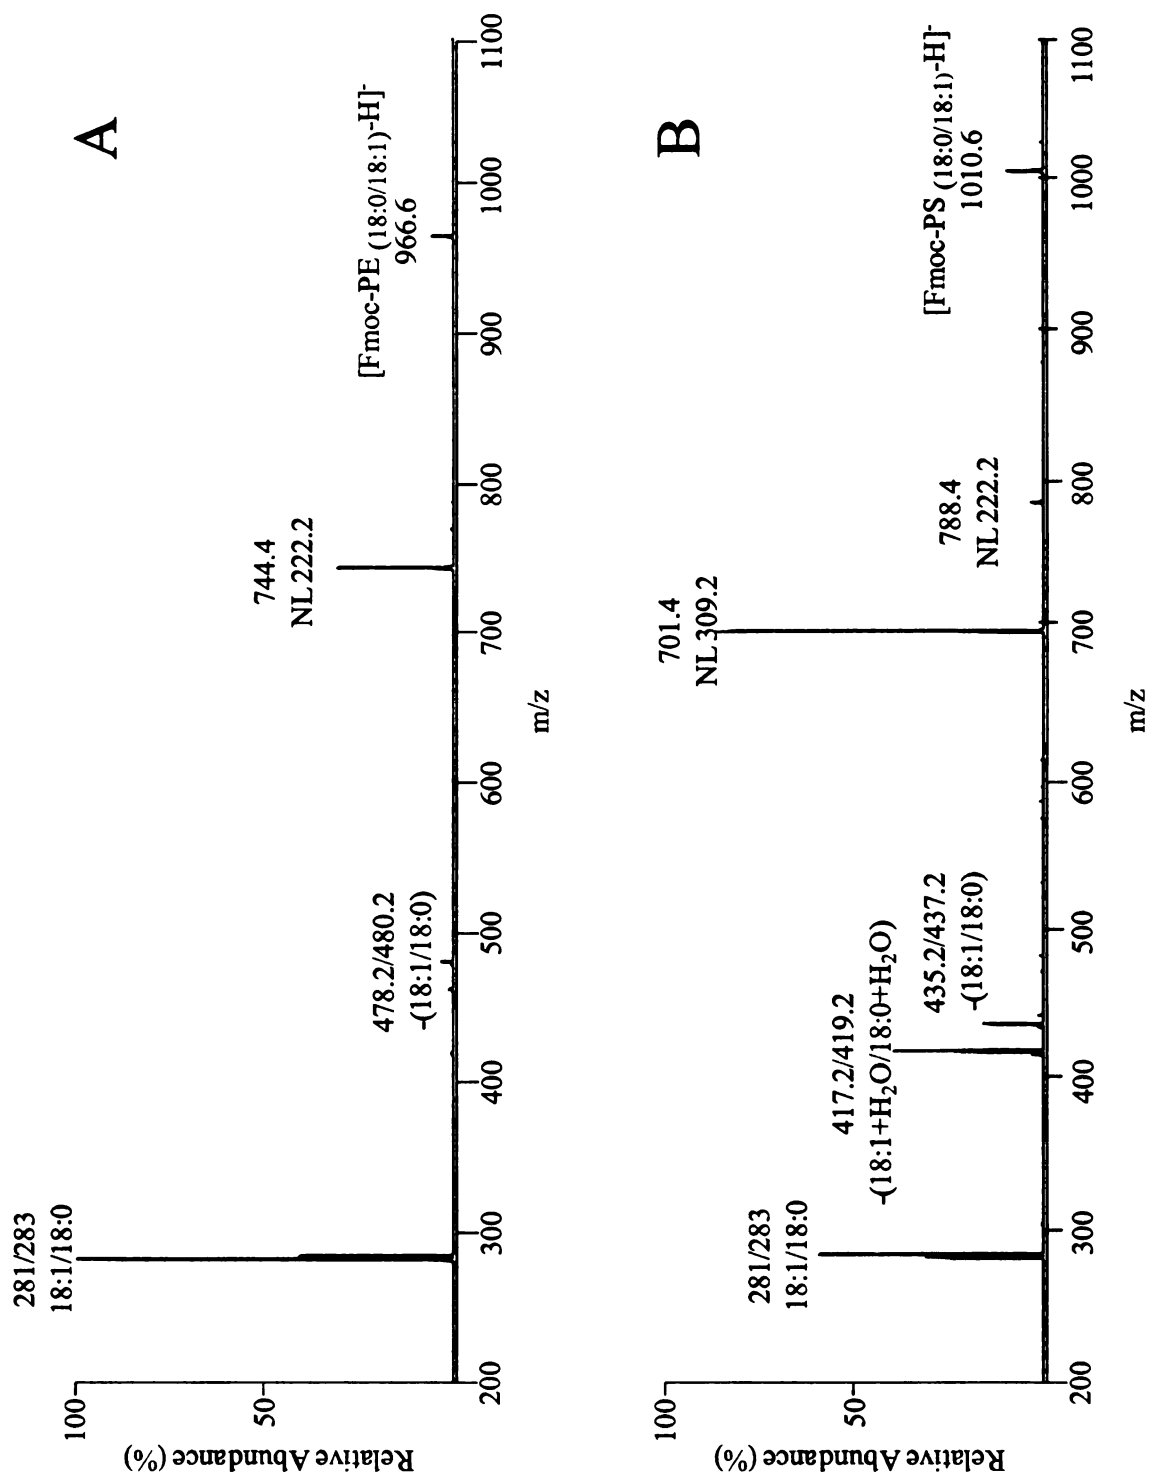 A
Relative Abundance (%)
100
50
281/283
18:1/18:0
478.2/480.2
-(18:1/18:0)
744.4
NL 222.2
[Fmoc-PE (18:0/18:1)-H]-
966.6
200 300 400 500 600 700 800 900 1000 1100
m/z
B
Relative Abundance (%)
100
50
281/283
18:1/18:0
417.2/419.2
-(18:1+H₂O/18:0+H₂O)
435.2/437.2
-(18:1/18:0)
701.4
NL 309.2
788.4
NL 222.2
[Fmoc-PS (18:0/18:1)-H]-
1010.6
200 300 400 500 600 700 800 900 1000 1100
m/z